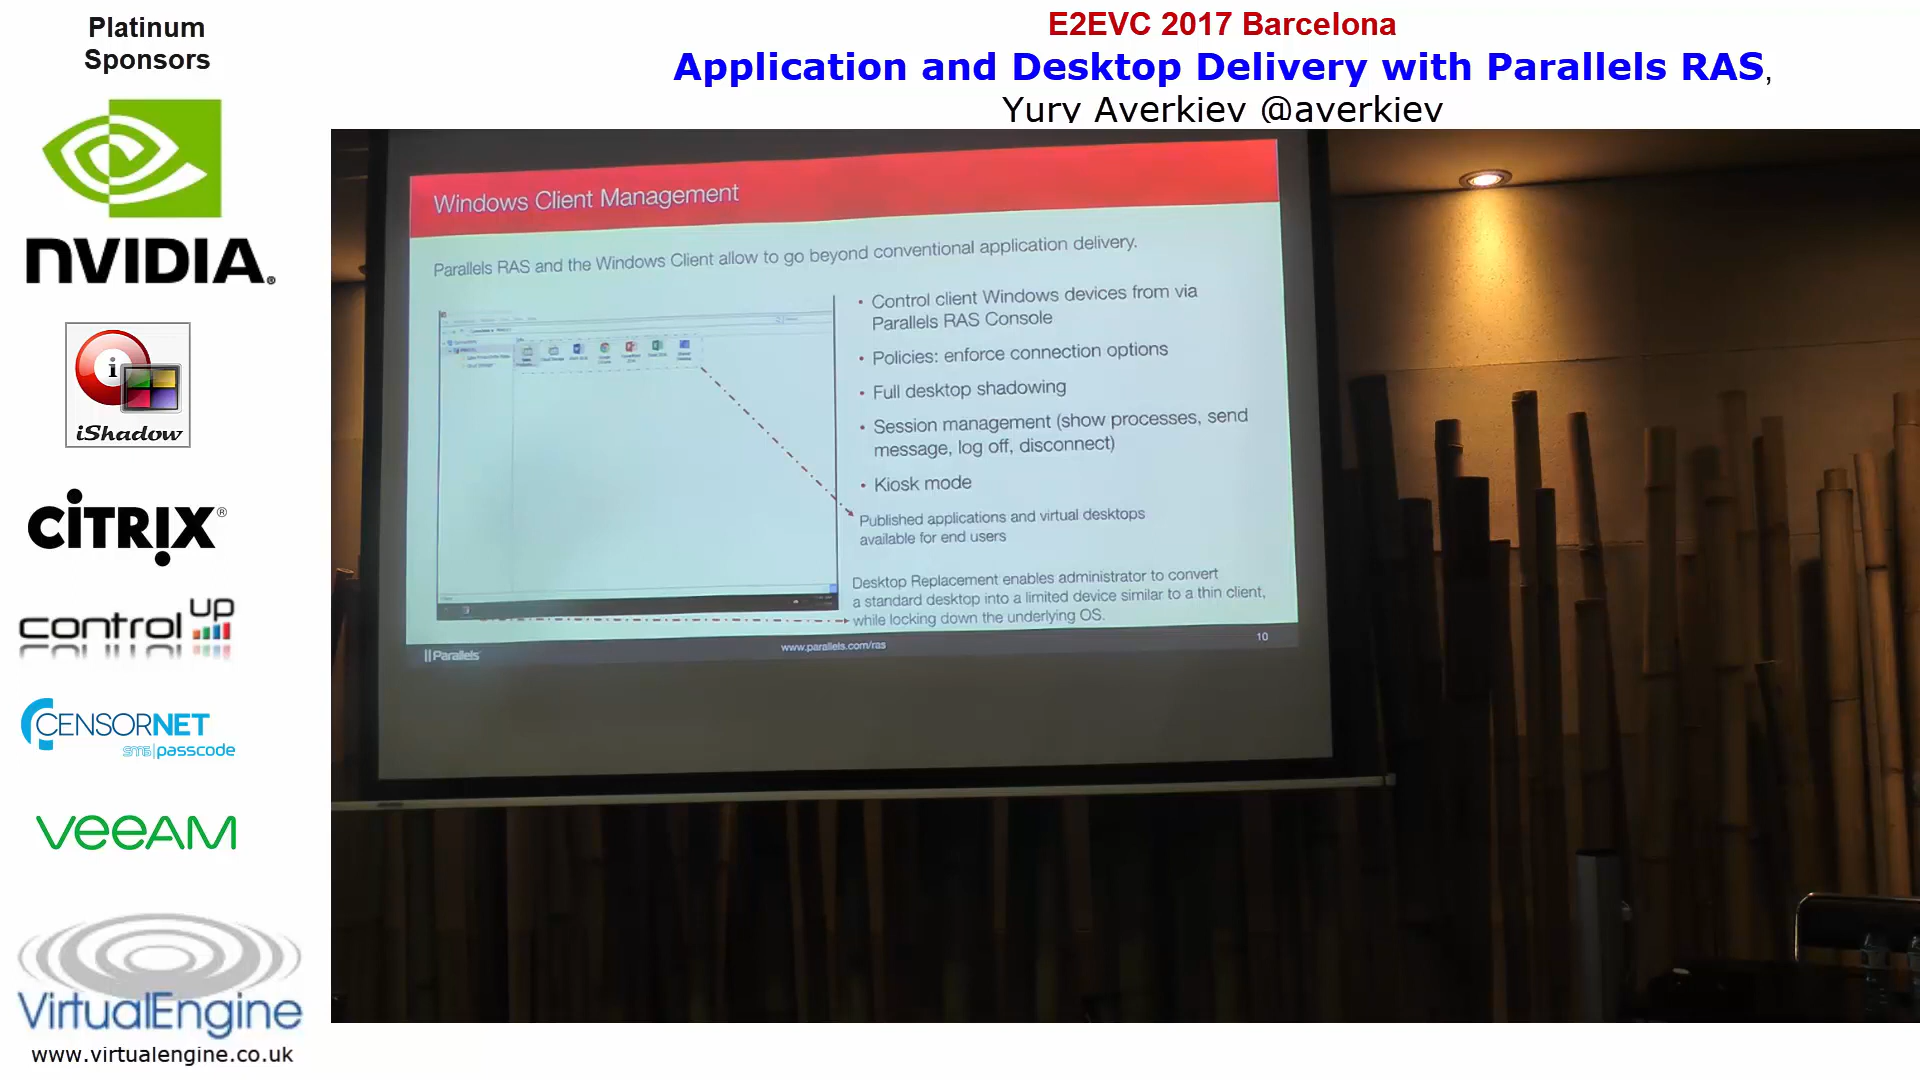 Platinum
Sponsors
NVIDIA®
i
iShadow
CiTRIX®
control UP
CENSORNET
sms|passcode
VEEAM
VirtualEngine
www.virtualengine.co.uk
E2EVC 2017 Barcelona
Application and Desktop Delivery with Parallels RAS,
Yury Averkiev @averkiev
Windows Client Management
Parallels RAS and the Windows Client allow to go beyond conventional application delivery.
• Control client Windows devices from via
Parallels RAS Console
• Policies: enforce connection options
• Full desktop shadowing
• Session management (show processes, send
message, log off, disconnect)
• Kiosk mode
Published applications and virtual desktops
available for end users
Desktop Replacement enables administrator to convert
a standard desktop into a limited device similar to a thin client,
while locking down the underlying OS.
|| Parallels
www.parallels.com/ras
10